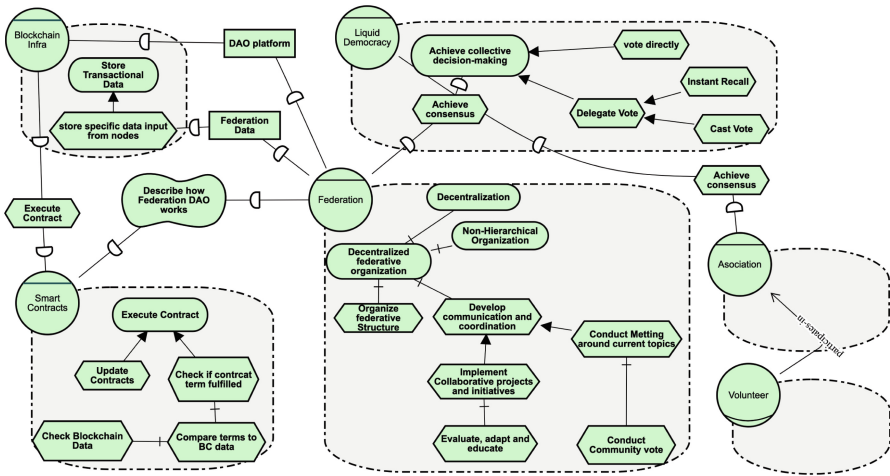 Blockchain
Infra
DAO platform
Liquid
Democracy
Achieve collective
decision-making
vote directly
Instant Recall
Delegate Vote
Cast Vote
Achieve
consensus
Store
Transactional
Data
store specific data input
from nodes
Federation
Data
Achieve
consensus
Execute
Contract
Describe how
Federation DAO
works
Federation
Decentralization
Non-Hierarchical
Organization
Decentralized
federative
organization
Organize
federative
Structure
Develop
communication and
coordination
Conduct Metting
around current topics
Implement
Collaborative projects
and initiatives
Evaluate, adapt and
educate
Conduct
Community vote
Asociation
participates-in
Volunteer
Smart
Contracts
Execute Contract
Update
Contracts
Check if contrcat
term fulfilled
Check Blockchain
Data
Compare terms to
BC data